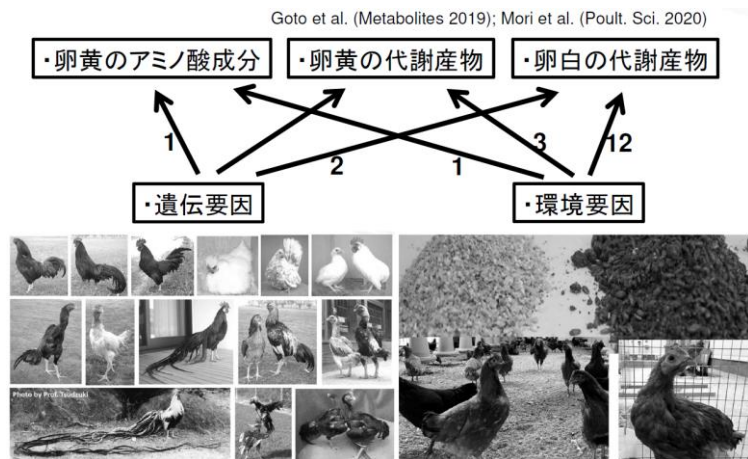 Goto et al. (Metabolites 2019); Mori et al. (Poult. Sci. 2020)
・卵黄のアミノ酸成分 ・卵黄の代謝産物 ・卵白の代謝産物
1 2 1 3 12
・遺伝要因 ・環境要因
Photo by Prof. Tsudzuki